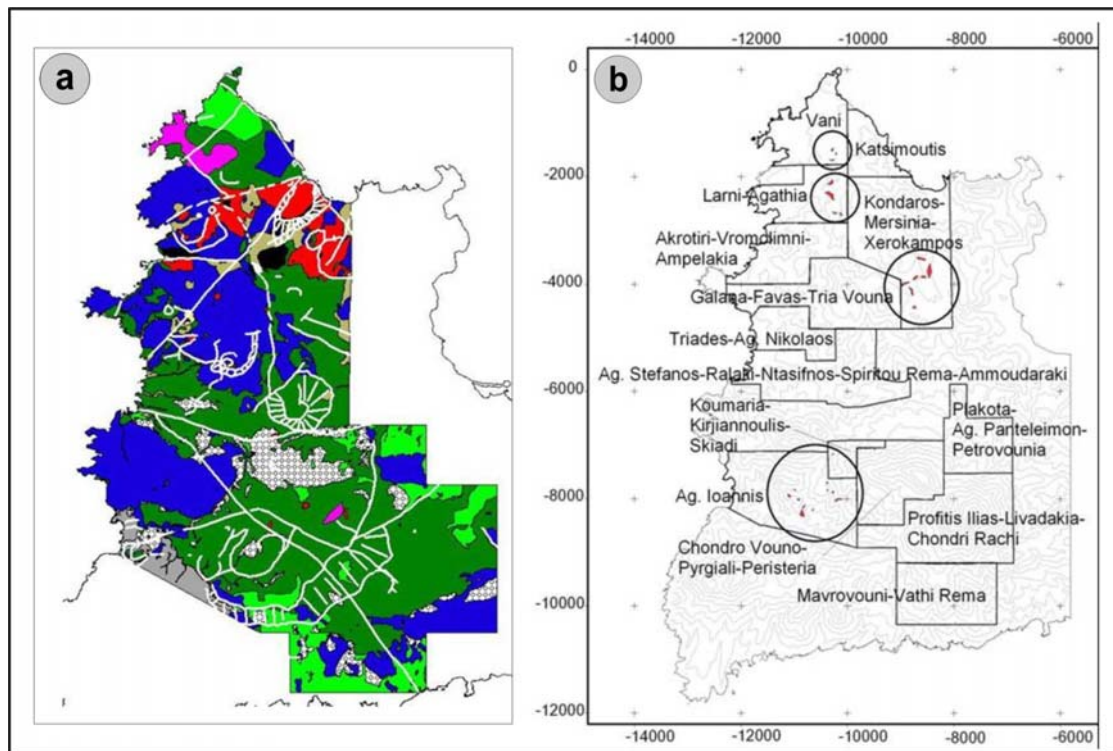 a
b
-14000 -12000 -10000 -8000 -6000
0
Vani
Katsimoutis
-2000
Larni-Agathia
Kondaros-
Mersinia-
Xerokampos
Akrotiri-Vromolimni-
Ampelakia
-4000
Galana-Favas-Tria Vouna
Triades-Ag. Nikolaos
Ag. Stefanos-Ralaki-Ntasifnos-Spiritou Rema-Ammoudaraki
-6000
Koumaria-
Kirjiannoulis-
Skiadi
Plakota-
Ag. Panteleimon-
Petrovounia
Ag. Ioannis
-8000
Profitis Ilias-Livadakia-
Chondri Rachi
Chondro Vouno-
Pyrgiali-Peristeria
Mavrovouni-Vathi Rema
-10000
-12000
-14000 -12000 -10000 -8000 -6000